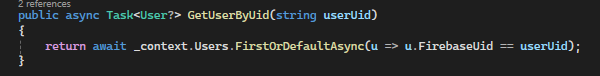 2 references
public async Task<User?> GetUserByUid(string userUid)
{
return await _context.Users.FirstOrDefaultAsync(u => u.FirebaseUid == userUid);
}